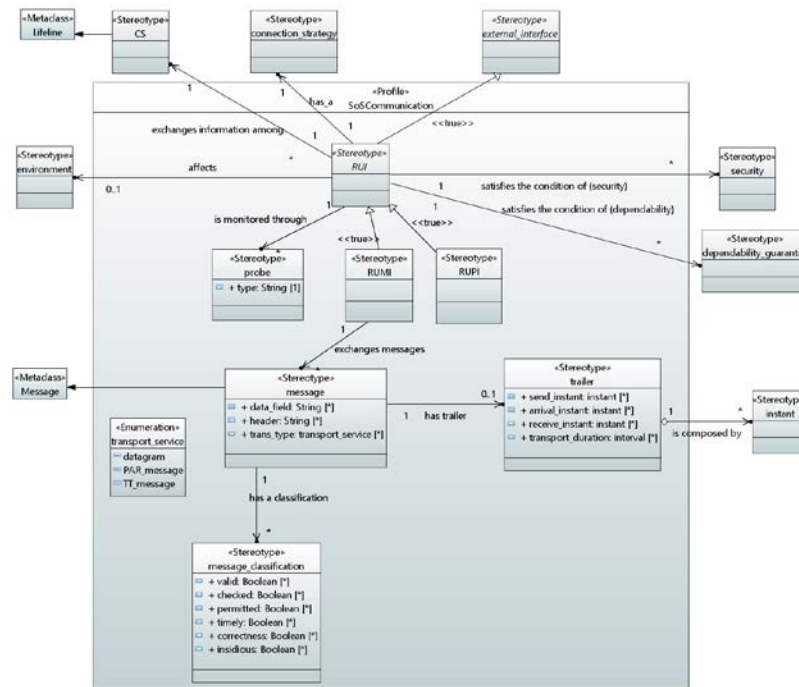 «Metaclass»
Lifeline
«Stereotype»
CS
«Stereotype»
connection_strategy
«Stereotype»
external_interface
«Profile»
SoSCommunication
1
1
has_a
exchanges information among
1
1
<<true>>
«Stereotype»
environment
*
affects
0..1
«Stereotype»
RUI
*
«Stereotype»
security
1
satisfies the condition of (security)
1
satisfies the condition of (dependability)
*
«Stereotype»
dependability_guarante
is monitored through
1
<<true>>
<<true>>
*
«Stereotype»
probe
+ type: String [1]
«Stereotype»
RUMI
«Stereotype»
RUPI
1
exchanges messages
*
«Metaclass»
Message
«Stereotype»
message
+ data_field: String [*]
+ header: String [*]
+ trans_type: transport_service [*]
0..1
1
has trailer
«Stereotype»
trailer
+ send_instant: instant [*]
+ arrival_instant: instant [*]
+ receive_instant: instant [*]
+ transport_duration: interval [*]
1
*
is composed by
«Stereotype»
instant
«Enumeration»
transport_service
datagram
PAR_message
TT_message
1
has a classification
*
«Stereotype»
message_classification
+ valid: Boolean [*]
+ checked: Boolean [*]
+ permitted: Boolean [*]
+ timely: Boolean [*]
+ correctness: Boolean [*]
+ insidious: Boolean [*]